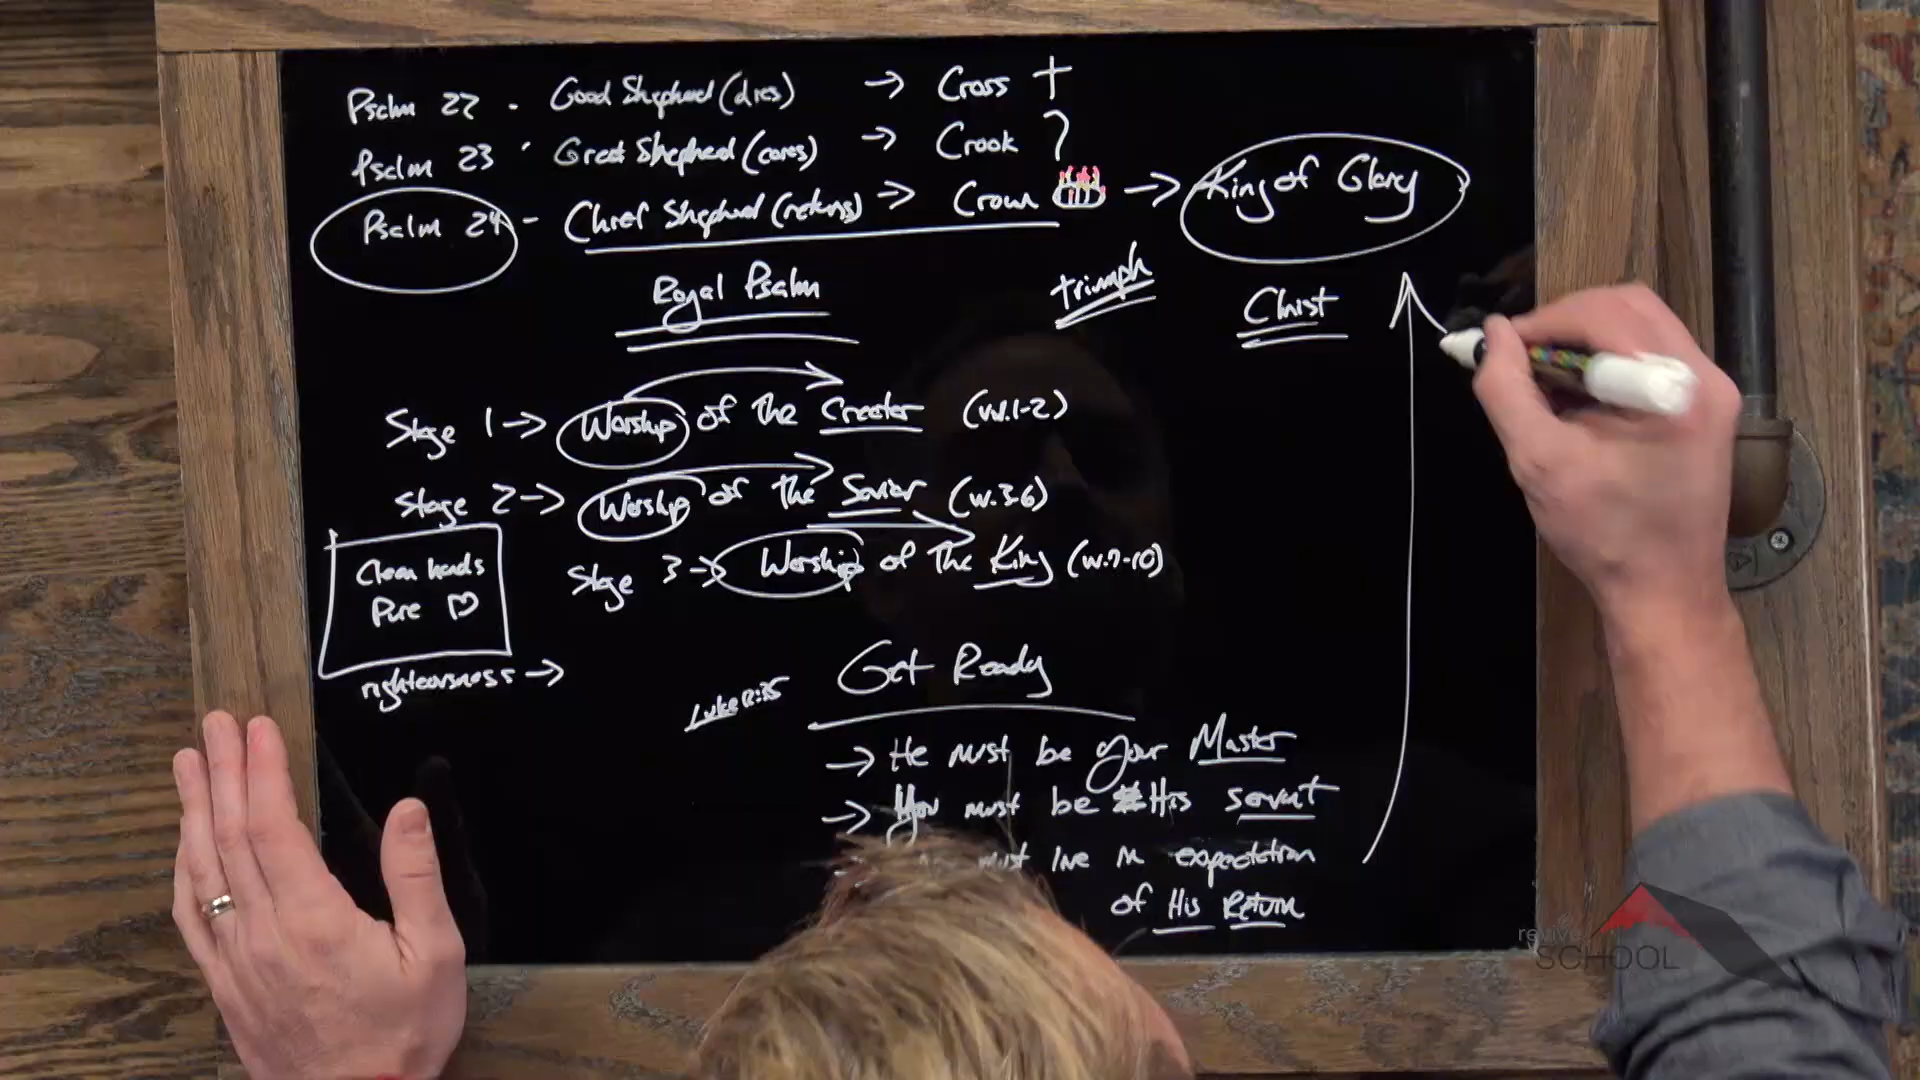 Psalm 22 - Good Shepherd (dies) → Cross
Psalm 23 - Great Shepherd (cares) → Crook
Psalm 24 - Chief Shepherd (returns) → Crown → King of Glory
Royal Psalm
triumph
Christ
Stage 1 → Worship of the Creator (vv.1-2)
Stage 2 → Worship of the Savior (vv.3-6)
Stage 3 → Worship of the King (vv.7-10)
Clean hands
Pure ♡
righteousness →
Get Ready
Luke 12:35
→ He must be your Master
→ You must be His servant
must live in expectation
of His Return
revive
SCHOOL